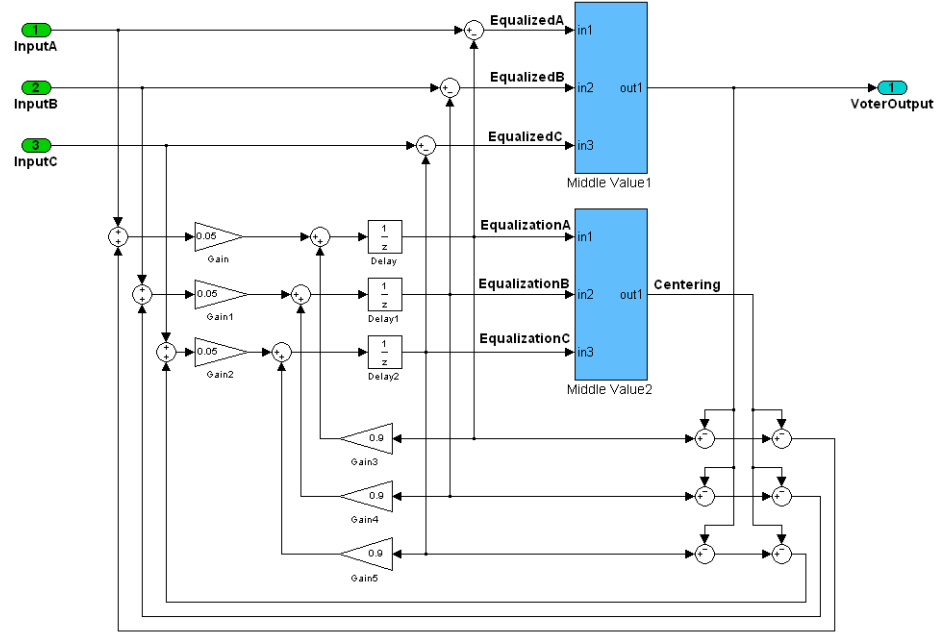 1
InputA
EqualizedA
in1
2
InputB
EqualizedB
in2
out1
1
VoterOutput
3
InputC
EqualizedC
in3
Middle Value1
0.05
Gain
1
z
Delay
EqualizationA
in1
0.05
Gain1
1
z
Delay1
EqualizationB
in2
out1
Centering
0.05
Gain2
1
z
Delay2
EqualizationC
in3
Middle Value2
0.9
Gain3
0.9
Gain4
0.9
Gain5